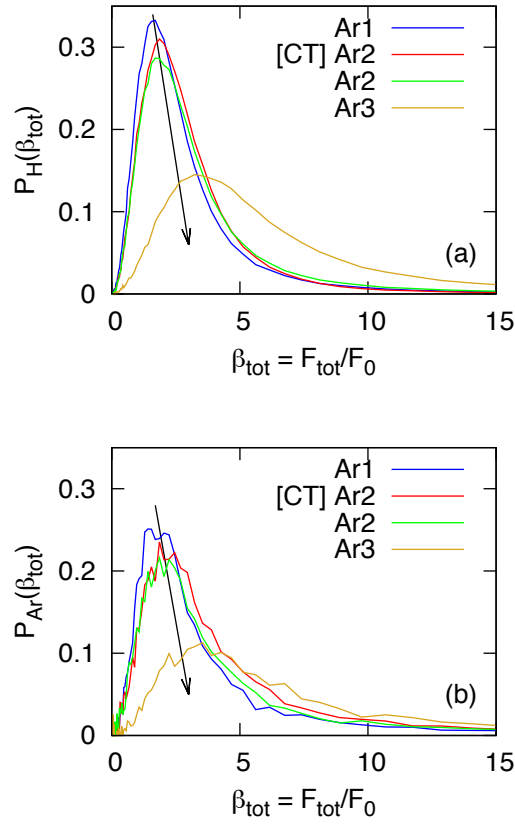 P_H(β_tot)
0.3
0.2
0.1
0
Ar1
[CT] Ar2
Ar2
Ar3
(a)
0 5 10 15
β_tot = F_tot/F_0
P_Ar(β_tot)
0.3
0.2
0.1
0
Ar1
[CT] Ar2
Ar2
Ar3
(b)
0 5 10 15
β_tot = F_tot/F_0